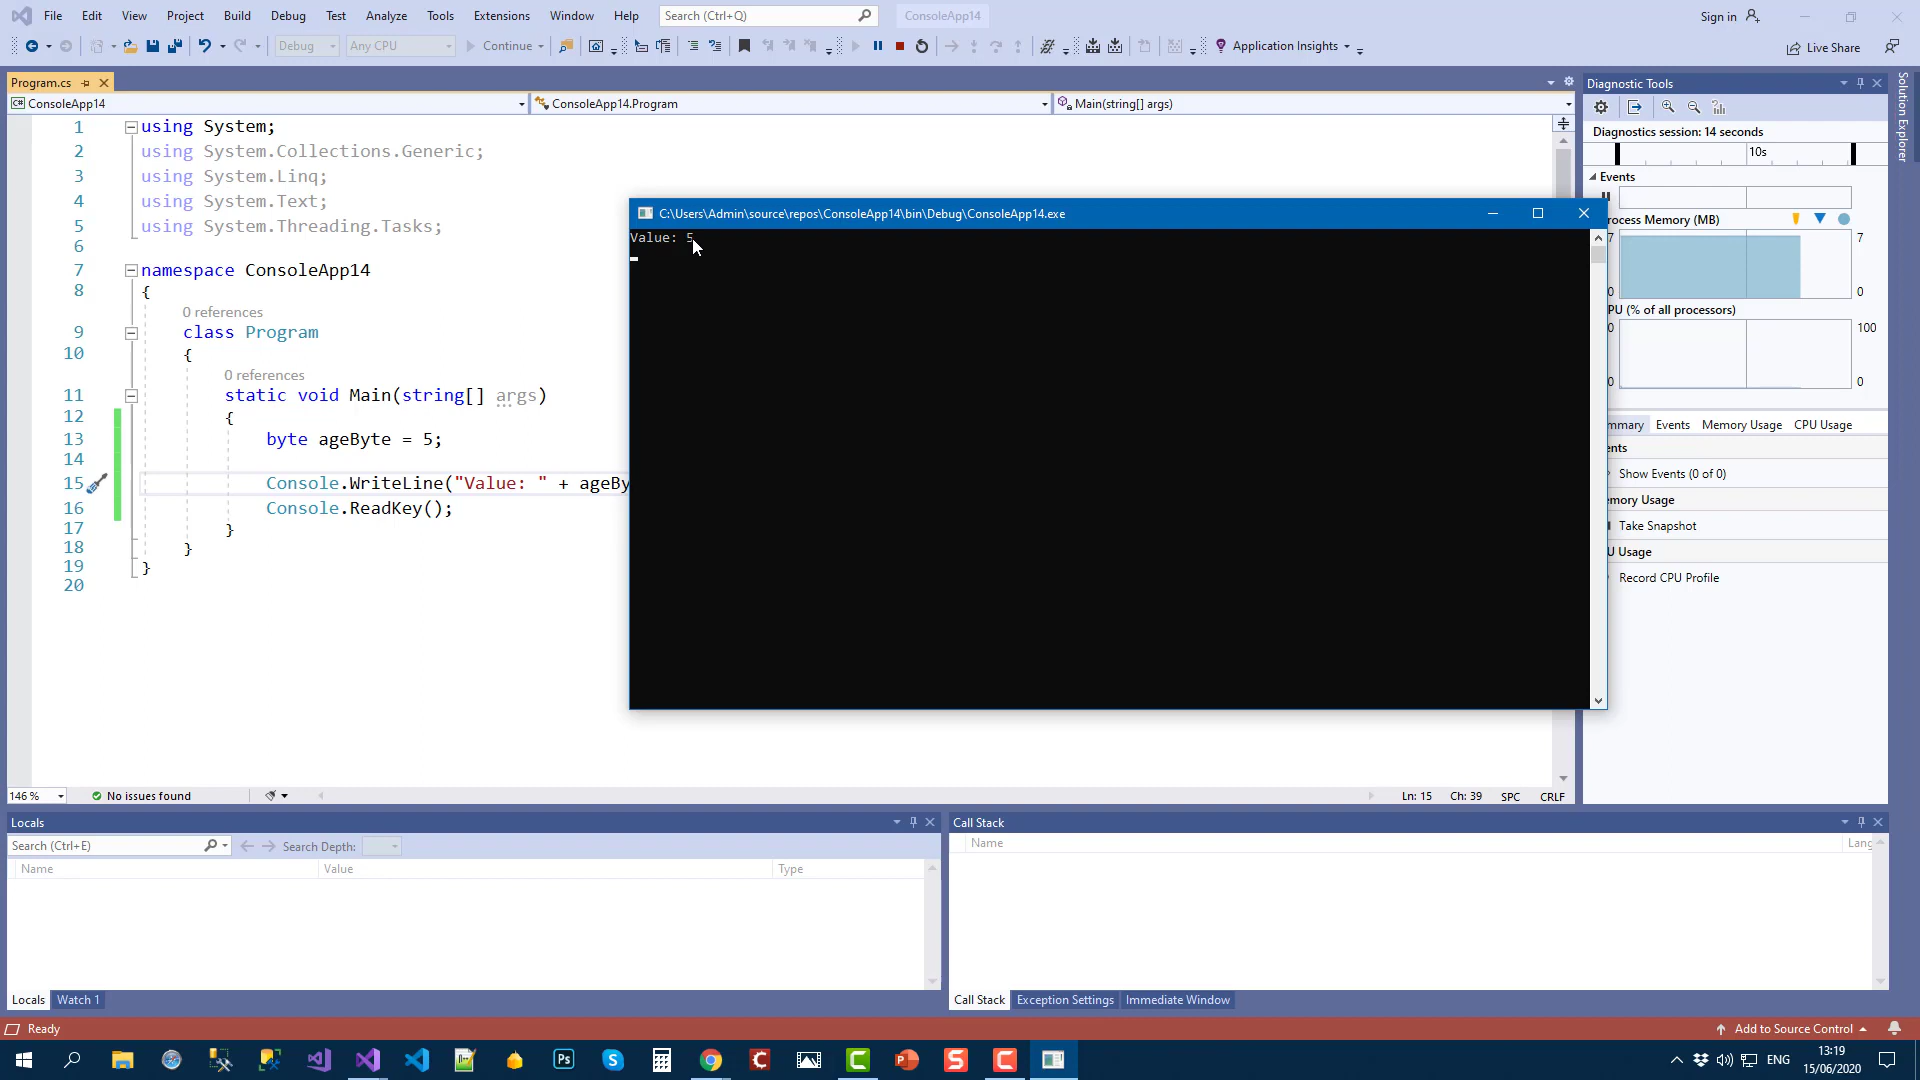 File Edit View Project Build Debug Test Analyze Tools Extensions Window Help Search (Ctrl+Q) ConsoleApp14 Sign in
Debug Any CPU Continue Application Insights Live Share
Program.cs
C# ConsoleApp14 ConsoleApp14.Program Main(string[] args)
1 using System;
2 using System.Collections.Generic;
3 using System.Linq;
4 using System.Text;
5 using System.Threading.Tasks;
6
7 namespace ConsoleApp14
8 {
0 references
9 class Program
10 {
0 references
11 static void Main(string[] args)
12 {
13 byte ageByte = 5;
14
15 Console.WriteLine("Value: " + ageBy
16 Console.ReadKey();
17 }
18 }
19 }
20
C:\Users\Admin\source\repos\ConsoleApp14\bin\Debug\ConsoleApp14.exe
Value: 5
Diagnostic Tools
Diagnostics session: 14 seconds
10s
Events
rocess Memory (MB)
7 7
0 0
PU (% of all processors)
0 100
0 0
mmary Events Memory Usage CPU Usage
ents
Show Events (0 of 0)
emory Usage
Take Snapshot
U Usage
Record CPU Profile
Solution Explorer
146 % No issues found Ln: 15 Ch: 39 SPC CRLF
Locals
Search (Ctrl+E) Search Depth:
Name Value Type
Locals Watch 1
Call Stack
Name Lang
Call Stack Exception Settings Immediate Window
Ready Add to Source Control
Ps ENG
13:19
15/06/2020